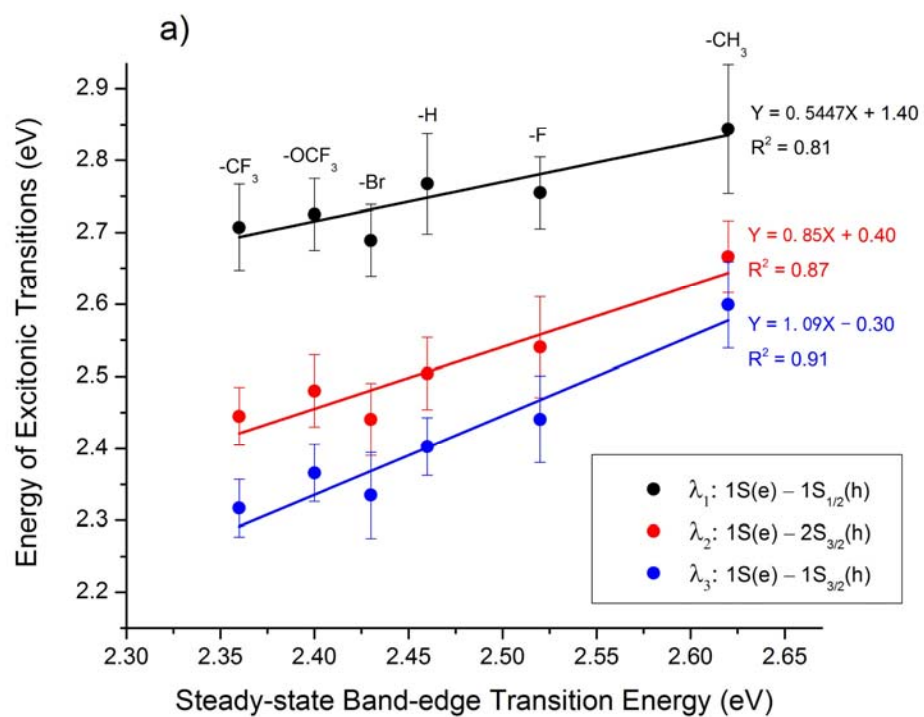 a)
-CH₃
-H
-F
-OCF₃
-CF₃
-Br
Y = 0.5447X + 1.40
R² = 0.81
Y = 0.85X + 0.40
R² = 0.87
Y = 1.09X − 0.30
R² = 0.91
λ₁: 1S(e) – 1S₁/₂(h)
λ₂: 1S(e) – 2S₃/₂(h)
λ₃: 1S(e) – 1S₃/₂(h)
Energy of Excitonic Transitions (eV)
2.9
2.8
2.7
2.6
2.5
2.4
2.3
2.2
2.30 2.35 2.40 2.45 2.50 2.55 2.60 2.65
Steady-state Band-edge Transition Energy (eV)